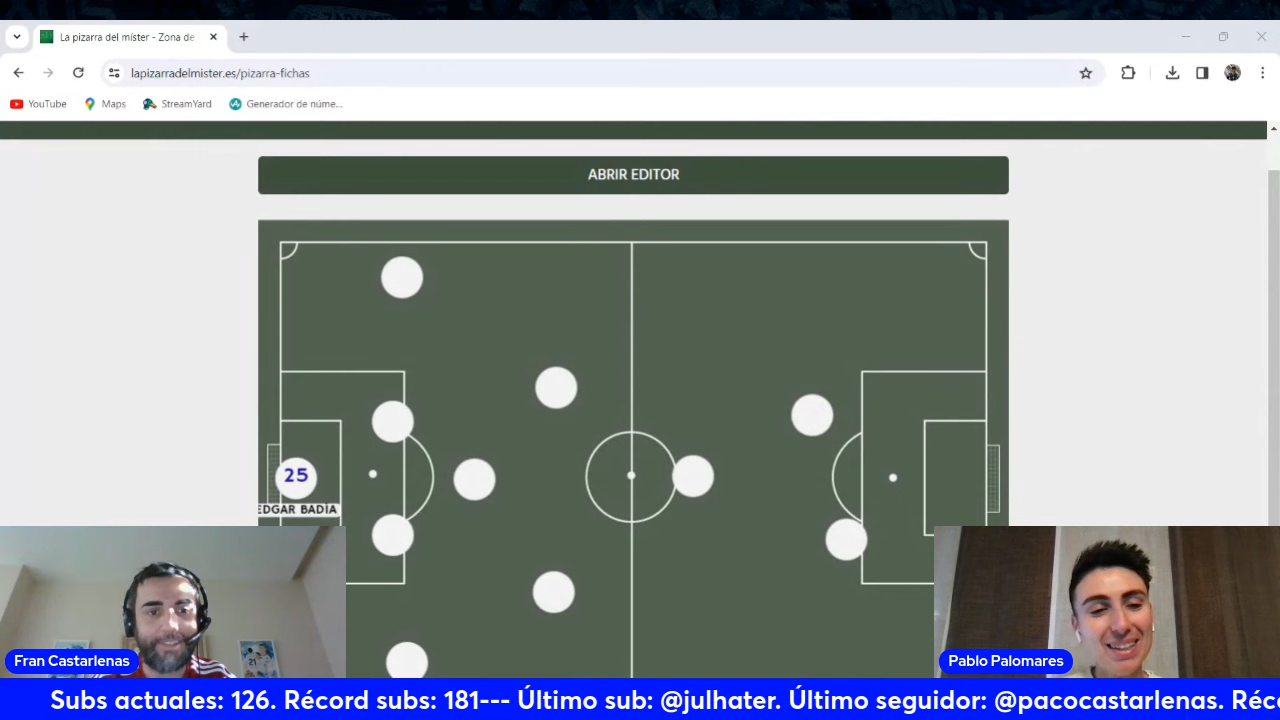 La pizarra del míster - Zona de
lapizarradelmister.es/pizarra-fichas
YouTube
Maps
StreamYard
Generador de núme...
ABRIR EDITOR
25
EDGAR BADIA
Fran Castarlenas
Pablo Palomares
Subs actuales: 126. Récord subs: 181--- Último sub: @julhater. Último seguidor: @pacocastarlenas. Réc